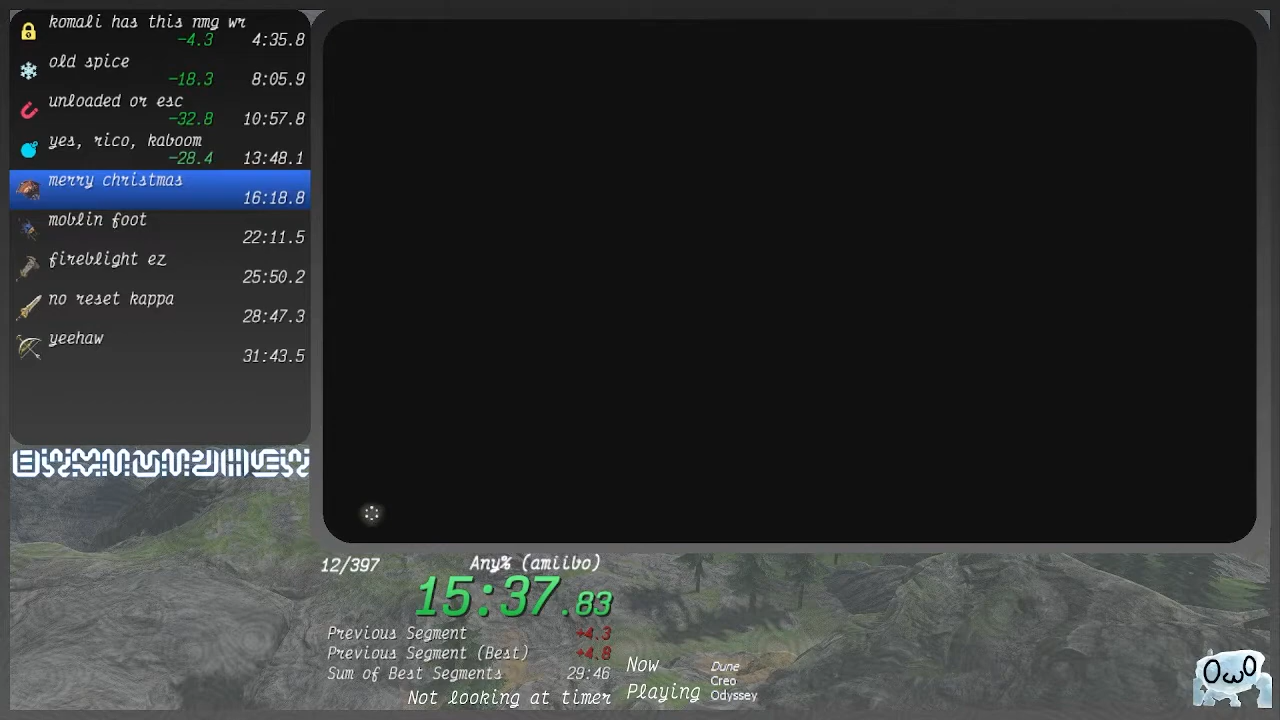 komali has this nmg wr
-4.3 4:35.8
old spice
-18.3 8:05.9
unloaded or esc
-32.8 10:57.8
yes, rico, kaboom
-28.4 13:48.1
merry christmas
16:18.8
moblin foot
22:11.5
fireblight ez
25:50.2
no reset kappa
28:47.3
yeehaw
31:43.5
12/397 Any% (amiibo)
15:37.83
Previous Segment +4.3
Previous Segment (Best) +4.8
Sum of Best Segments 29:46
Not looking at timer
Now Playing
Dune
Creo
Odyssey
OωO